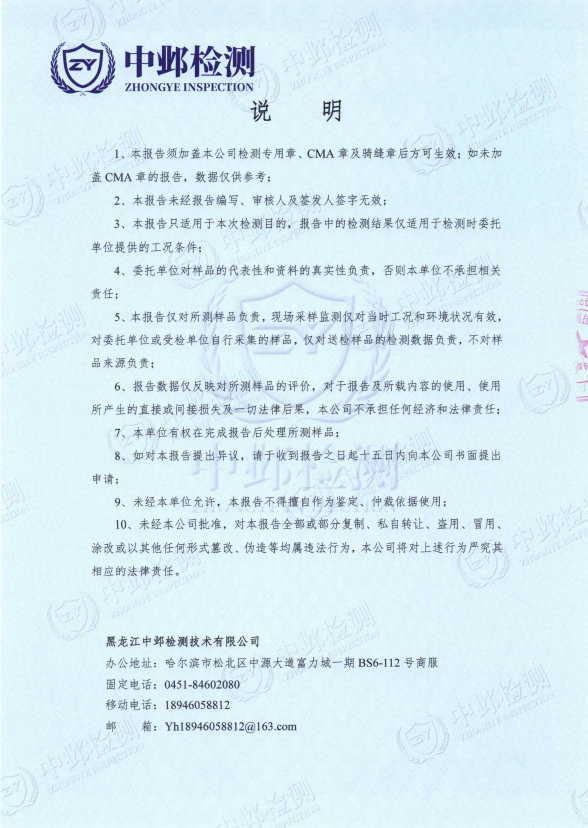 ZY
中邺检测
ZHONGYE INSPECTION
说 明
1、本报告须加盖本公司检测专用章、CMA 章及骑缝章后方可生效；如未加
盖 CMA 章的报告，数据仅供参考；
2、本报告未经报告编写、审核人及签发人签字无效；
3、本报告只适用于本次检测目的，报告中的检测结果仅适用于检测时委托
单位提供的工况条件；
4、委托单位对样品的代表性和资料的真实性负责，否则本单位不承担相关
责任；
5、本报告仅对所测样品负责，现场采样监测仅对当时工况和环境状况有效，
对委托单位或受检单位自行采集的样品，仅对送检样品的检测数据负责，不对样
品来源负责；
6、报告数据仅反映对所测样品的评价，对于报告及所载内容的使用、使用
所产生的直接或间接损失及一切法律后果，本公司不承担任何经济和法律责任；
7、本单位有权在完成报告后处理所测样品；
8、如对本报告提出异议，请于收到报告之日起十五日内向本公司书面提出
申请；
9、未经本单位允许，本报告不得擅自作为鉴定、仲裁依据使用；
10、未经本公司批准，对本报告全部或部分复制、私自转让、盗用、冒用、
涂改或以其他任何形式篡改、伪造等均属违法行为，本公司将对上述行为严究其
相应的法律责任。
黑龙江中邺检测技术有限公司
办公地址：哈尔滨市松北区中源大道富力城一期 BS6-112 号商服
固定电话：0451-84602080
移动电话：18946058812
邮 箱：Yh18946058812@163.com